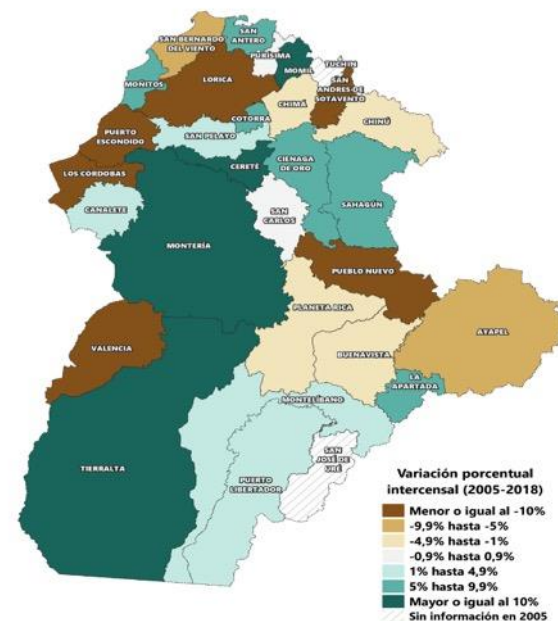 SAN BERNARDO
DEL VIENTO
SAN
ANTERO
PURÍSIMA
MOMIL
TUCHÍN
SAN
ANDRES DE
SOTAVENTO
MOÑITOS
LORICA
CHIMÁ
CHINÚ
COTORRA
PUERTO
ESCONDIDO
SAN PELAYO
CERETÉ
CIÉNAGA
DE ORO
LOS CÓRDOBAS
CANALETE
SAN
CARLOS
SAHAGÚN
MONTERÍA
PUEBLO NUEVO
PLANETA RICA
AYAPEL
VALENCIA
BUENAVISTA
LA
APARTADA
MONTELÍBANO
TIERRALTA
PUERTO
LIBERTADOR
SAN
JOSÉ DE
URÉ
Variación porcentual
intercensal (2005-2018)
Menor o igual al -10%
-9,9% hasta -5%
-4,9% hasta -1%
-0,9% hasta 0,9%
1% hasta 4,9%
5% hasta 9,9%
Mayor o igual al 10%
Sin información en 2005